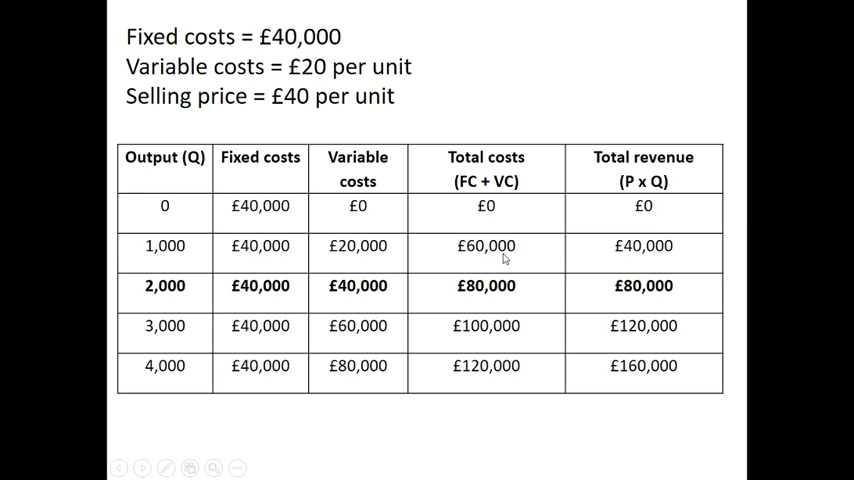 Fixed costs = £40,000
Variable costs = £20 per unit
Selling price = £40 per unit
Output (Q) Fixed costs Variable costs Total costs (FC + VC) Total revenue (P x Q)
0 £40,000 £0 £0 £0
1,000 £40,000 £20,000 £60,000 £40,000
2,000 £40,000 £40,000 £80,000 £80,000
3,000 £40,000 £60,000 £100,000 £120,000
4,000 £40,000 £80,000 £120,000 £160,000